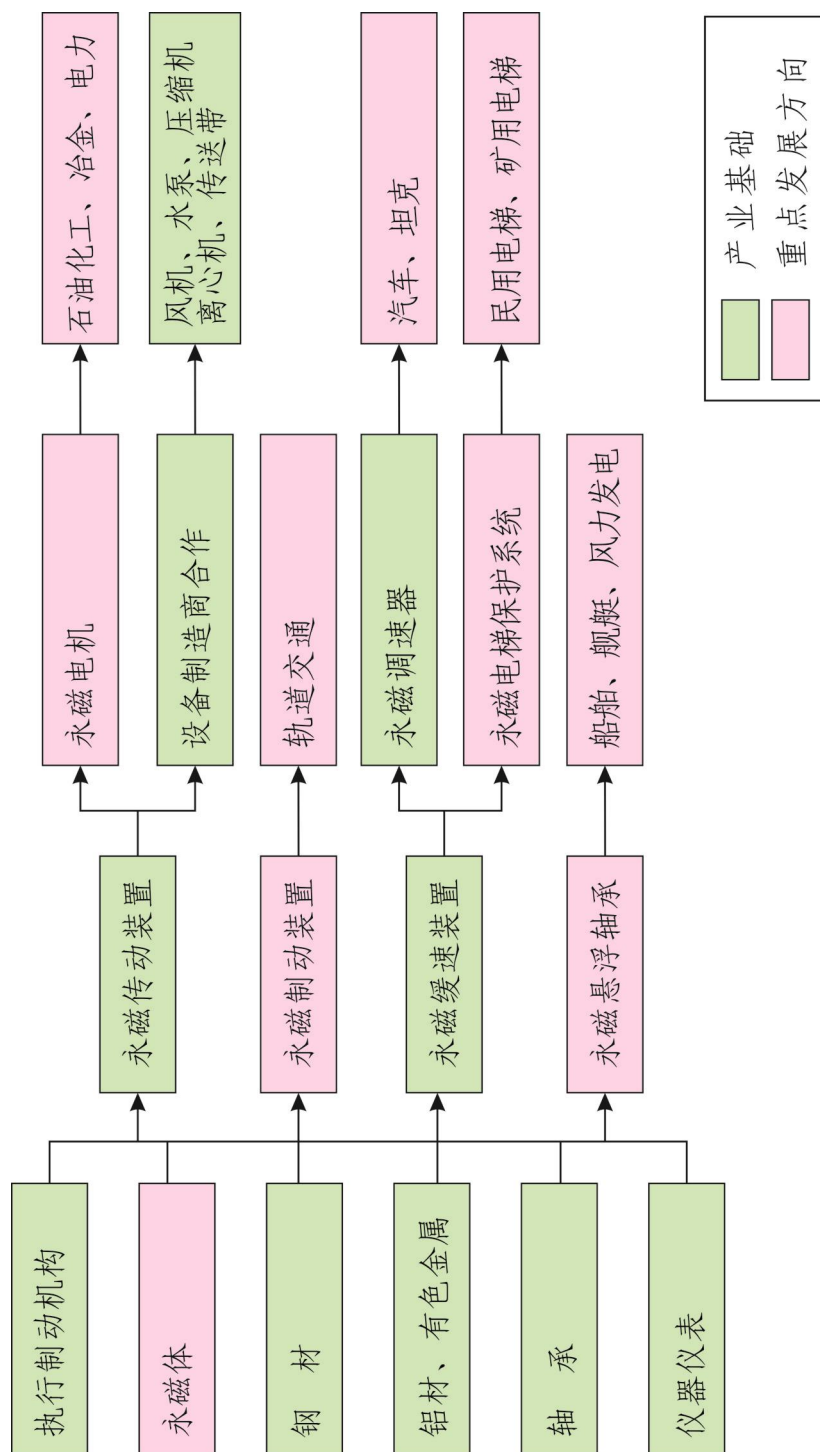 执行制动机构
永磁体
钢 材
铝材、有色金属
轴 承
仪器仪表
永磁传动装置
永磁制动装置
永磁缓速装置
永磁悬浮轴承
永磁电机
设备制造商合作
轨道交通
永磁调速器
永磁电梯保护系统
船舶、舰艇、风力发电
石油化工、冶金、电力
风机、水泵、压缩机
离心机、传送带
汽车、坦克
民用电梯、矿用电梯
产业基础
重点发展方向